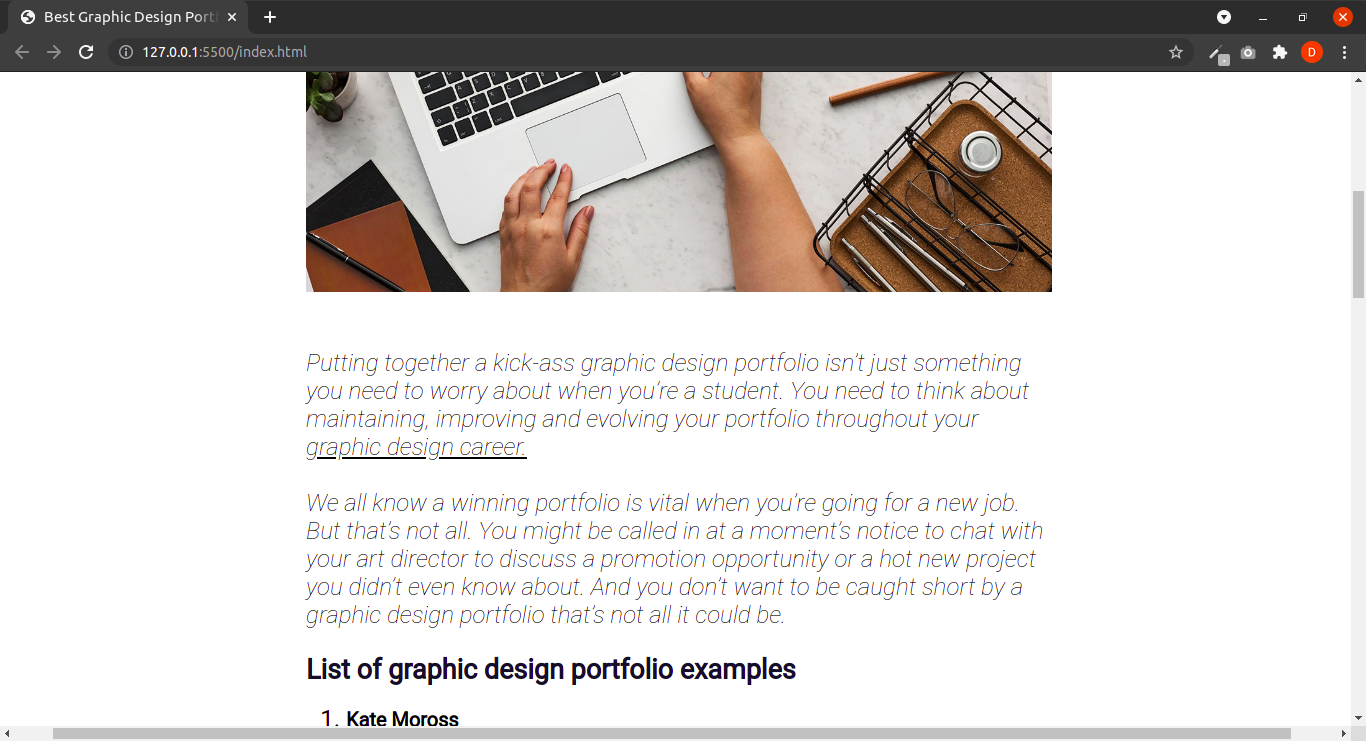 Best Graphic Design Port
127.0.0.1:5500/index.html
D
Putting together a kick-ass graphic design portfolio isn’t just something
you need to worry about when you’re a student. You need to think about
maintaining, improving and evolving your portfolio throughout your
graphic design career.
We all know a winning portfolio is vital when you’re going for a new job.
But that’s not all. You might be called in at a moment’s notice to chat with
your art director to discuss a promotion opportunity or a hot new project
you didn’t even know about. And you don’t want to be caught short by a
graphic design portfolio that’s not all it could be.
List of graphic design portfolio examples
1. Kate Moross